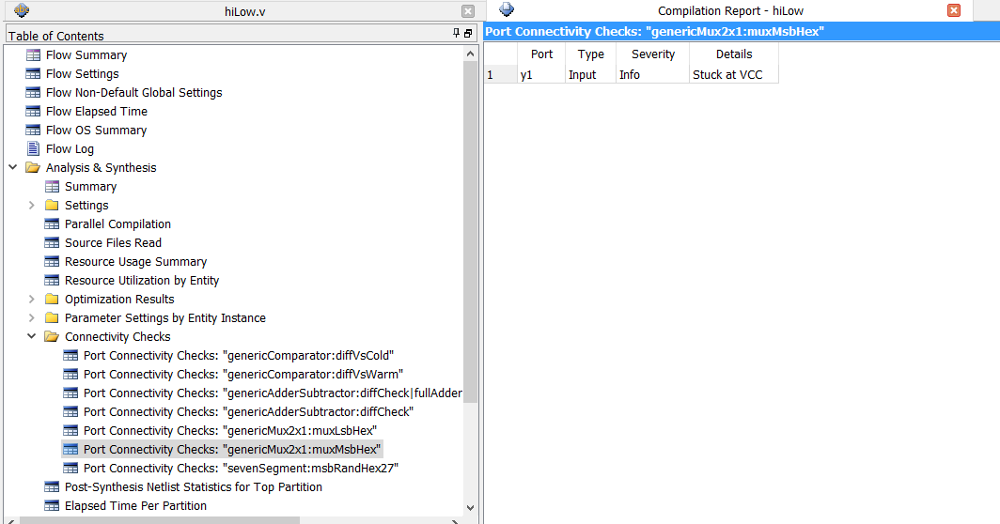 hiLow.v
Compilation Report - hiLow
Table of Contents
Flow Summary
Flow Settings
Flow Non-Default Global Settings
Flow Elapsed Time
Flow OS Summary
Flow Log
Analysis & Synthesis
Summary
Settings
Parallel Compilation
Source Files Read
Resource Usage Summary
Resource Utilization by Entity
Optimization Results
Parameter Settings by Entity Instance
Connectivity Checks
Port Connectivity Checks: "genericComparator:diffVsCold"
Port Connectivity Checks: "genericComparator:diffVsWarm"
Port Connectivity Checks: "genericAdderSubtractor:diffCheck|fullAdder
Port Connectivity Checks: "genericAdderSubtractor:diffCheck"
Port Connectivity Checks: "genericMux2x1:muxLsbHex"
Port Connectivity Checks: "genericMux2x1:muxMsbHex"
Port Connectivity Checks: "sevenSegment:msbRandHex27"
Post-Synthesis Netlist Statistics for Top Partition
Elapsed Time Per Partition
Port Connectivity Checks: "genericMux2x1:muxMsbHex"
Port Type Severity Details
1 y1 Input Info Stuck at VCC